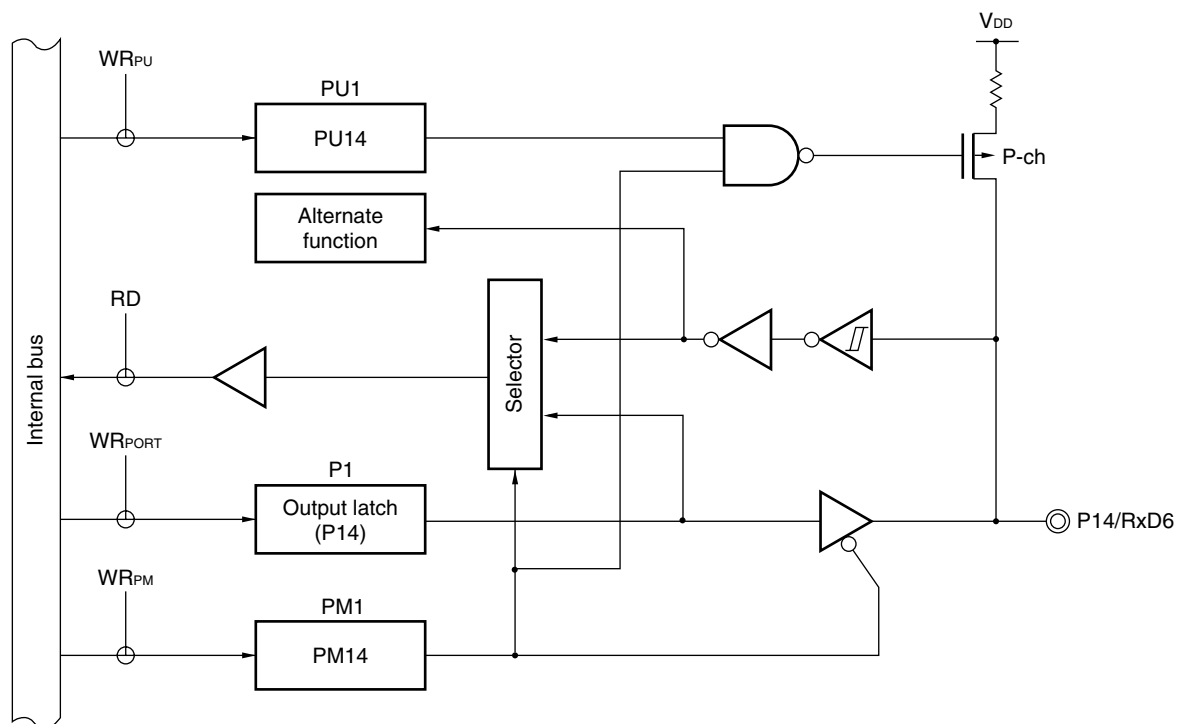 VDD
WRPU
PU1
PU14
P-ch
Alternate
function
RD
Selector
Internal bus
WRPORT
P1
Output latch
(P14)
P14/RxD6
WRPM
PM1
PM14